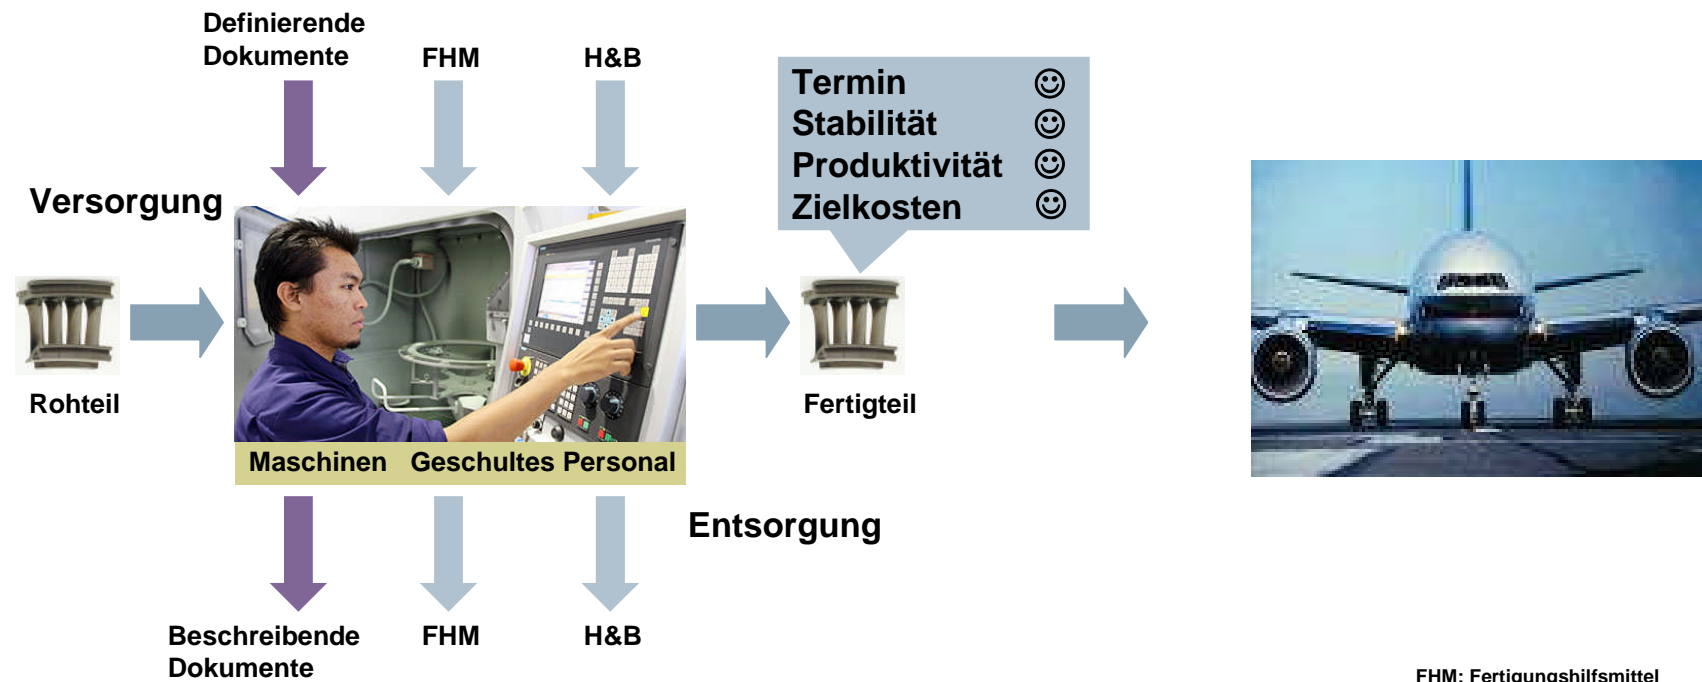 Definierende
Dokumente
FHM
H&B
Termin
Stabilität
Produktivität
Zielkosten
Versorgung
Rohteil
Fertigteil
Maschinen Geschultes Personal
Entsorgung
Beschreibende
Dokumente
FHM
H&B
FHM: Fertigungshilfsmittel